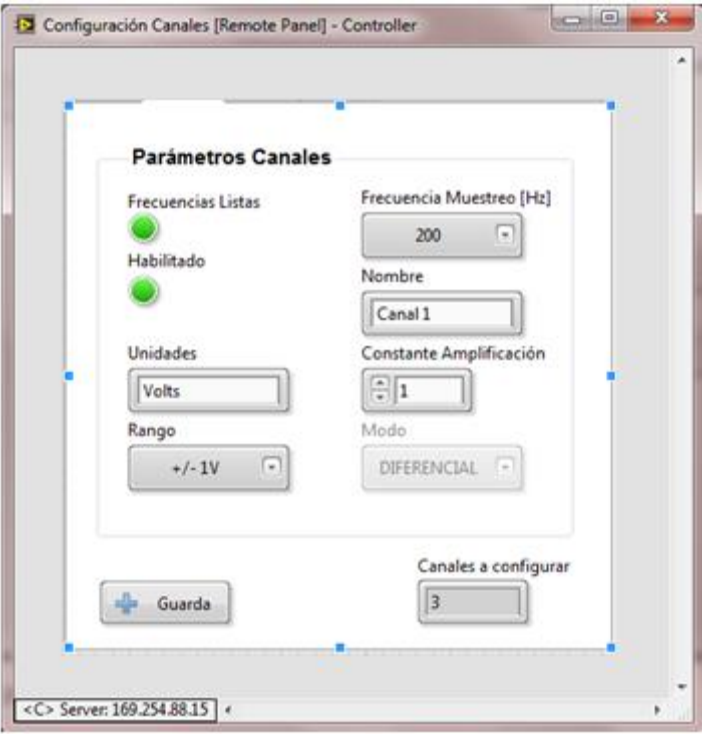 Configuración Canales [Remote Panel] - Controller
Parámetros Canales
Frecuencias Listas
Frecuencia Muestreo [Hz]
200
Habilitado
Nombre
Canal 1
Unidades
Constante Amplificación
Volts
1
Rango
Modo
+/- 1V
DIFERENCIAL
Canales a configurar
Guarda
3
<C> Server: 169.254.88.15